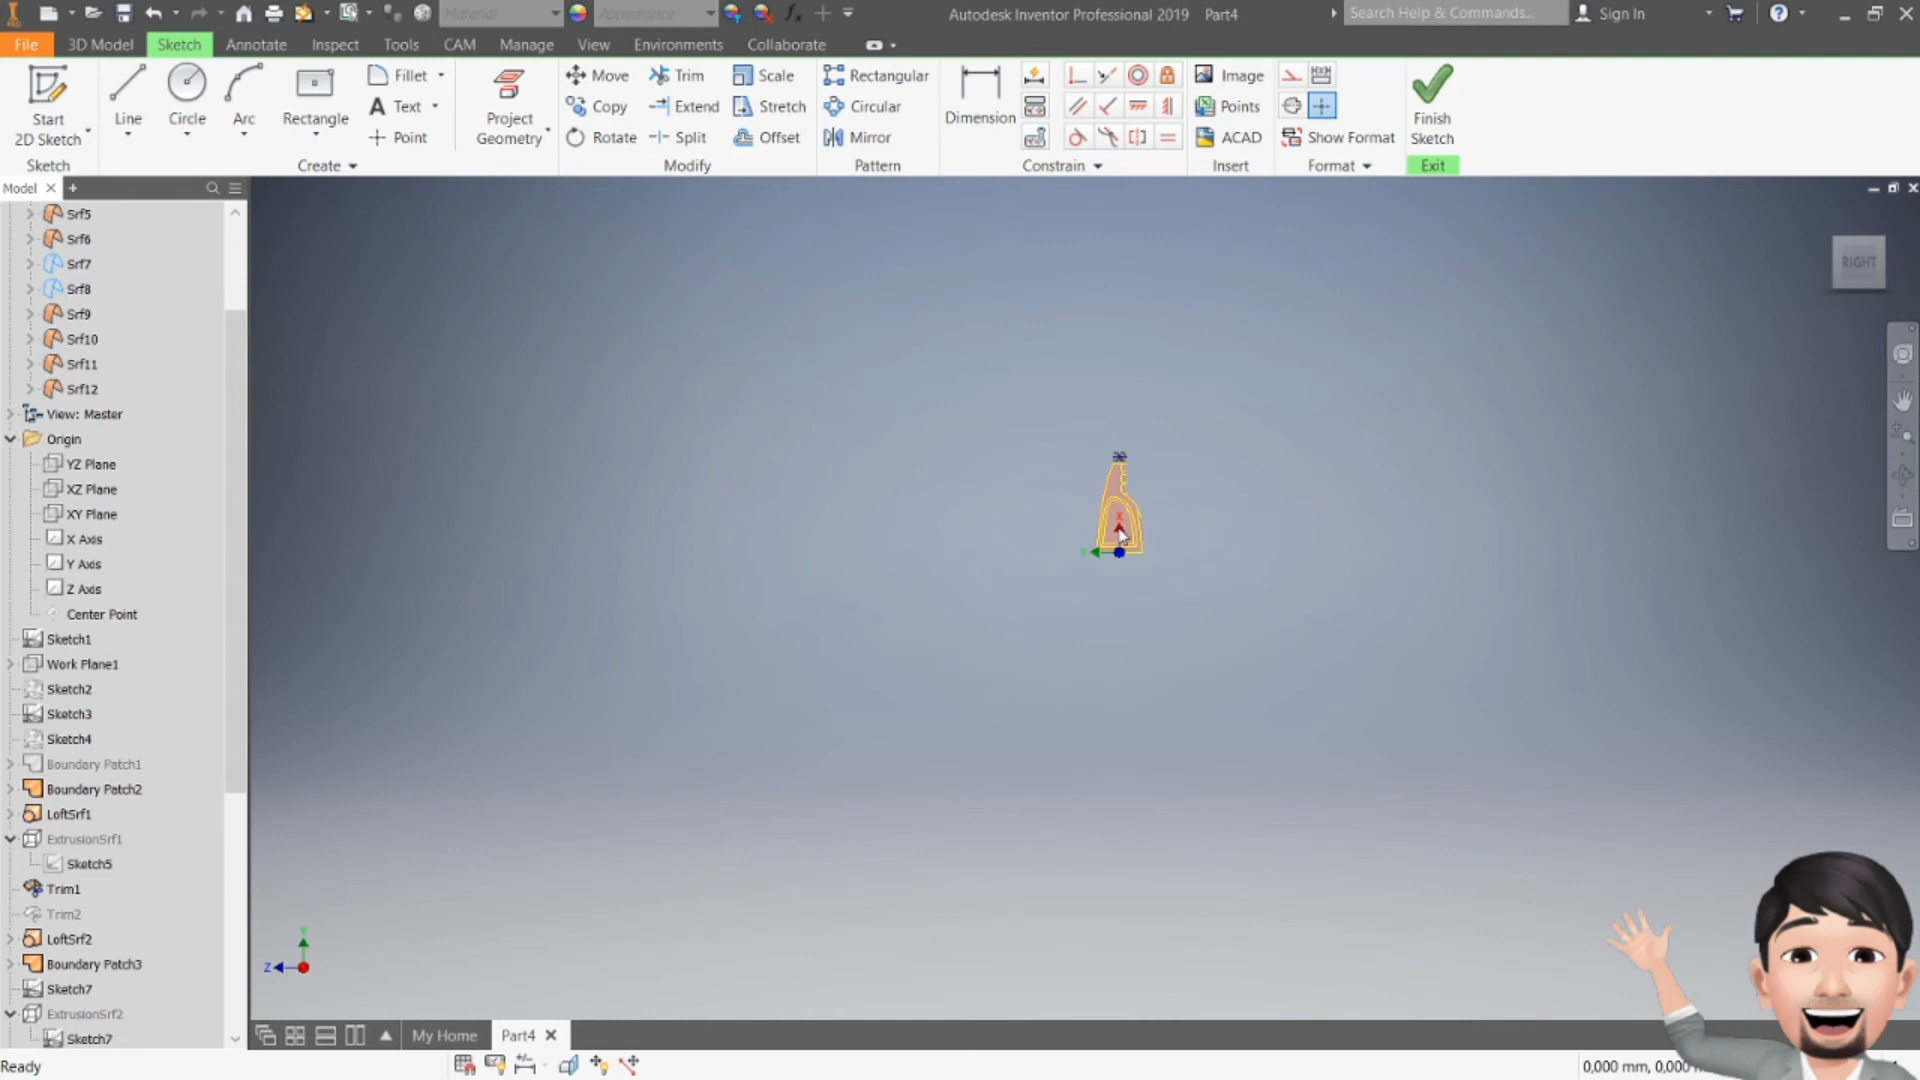 Material
Appearance
Autodesk Inventor Professional 2019 Part4
Search Help & Commands...
Sign In
PRO
File
3D Model
Sketch
Annotate
Inspect
Tools
CAM
Manage
View
Environments
Collaborate
Start
2D Sketch
Line
Circle
Arc
Rectangle
Fillet
Text
Point
Project
Geometry
Move
Copy
Rotate
Trim
Extend
Split
Scale
Stretch
Offset
Rectangular
Circular
Mirror
Dimension
Image
Points
ACAD
Show Format
Finish
Sketch
Sketch
Create
Modify
Pattern
Constrain
Insert
Format
Exit
Model
Srf5
Srf6
Srf7
Srf8
Srf9
Srf10
Srf11
Srf12
View: Master
Origin
YZ Plane
XZ Plane
XY Plane
X Axis
Y Axis
Z Axis
Center Point
Sketch1
Work Plane1
Sketch2
Sketch3
Sketch4
Boundary Patch1
Boundary Patch2
LoftSrf1
ExtrusionSrf1
Sketch5
Trim1
Trim2
LoftSrf2
Boundary Patch3
Sketch7
ExtrusionSrf2
Sketch7
RIGHT
X
Y
Y
Z
My Home
Part4
Ready
0,000 mm, 0,000